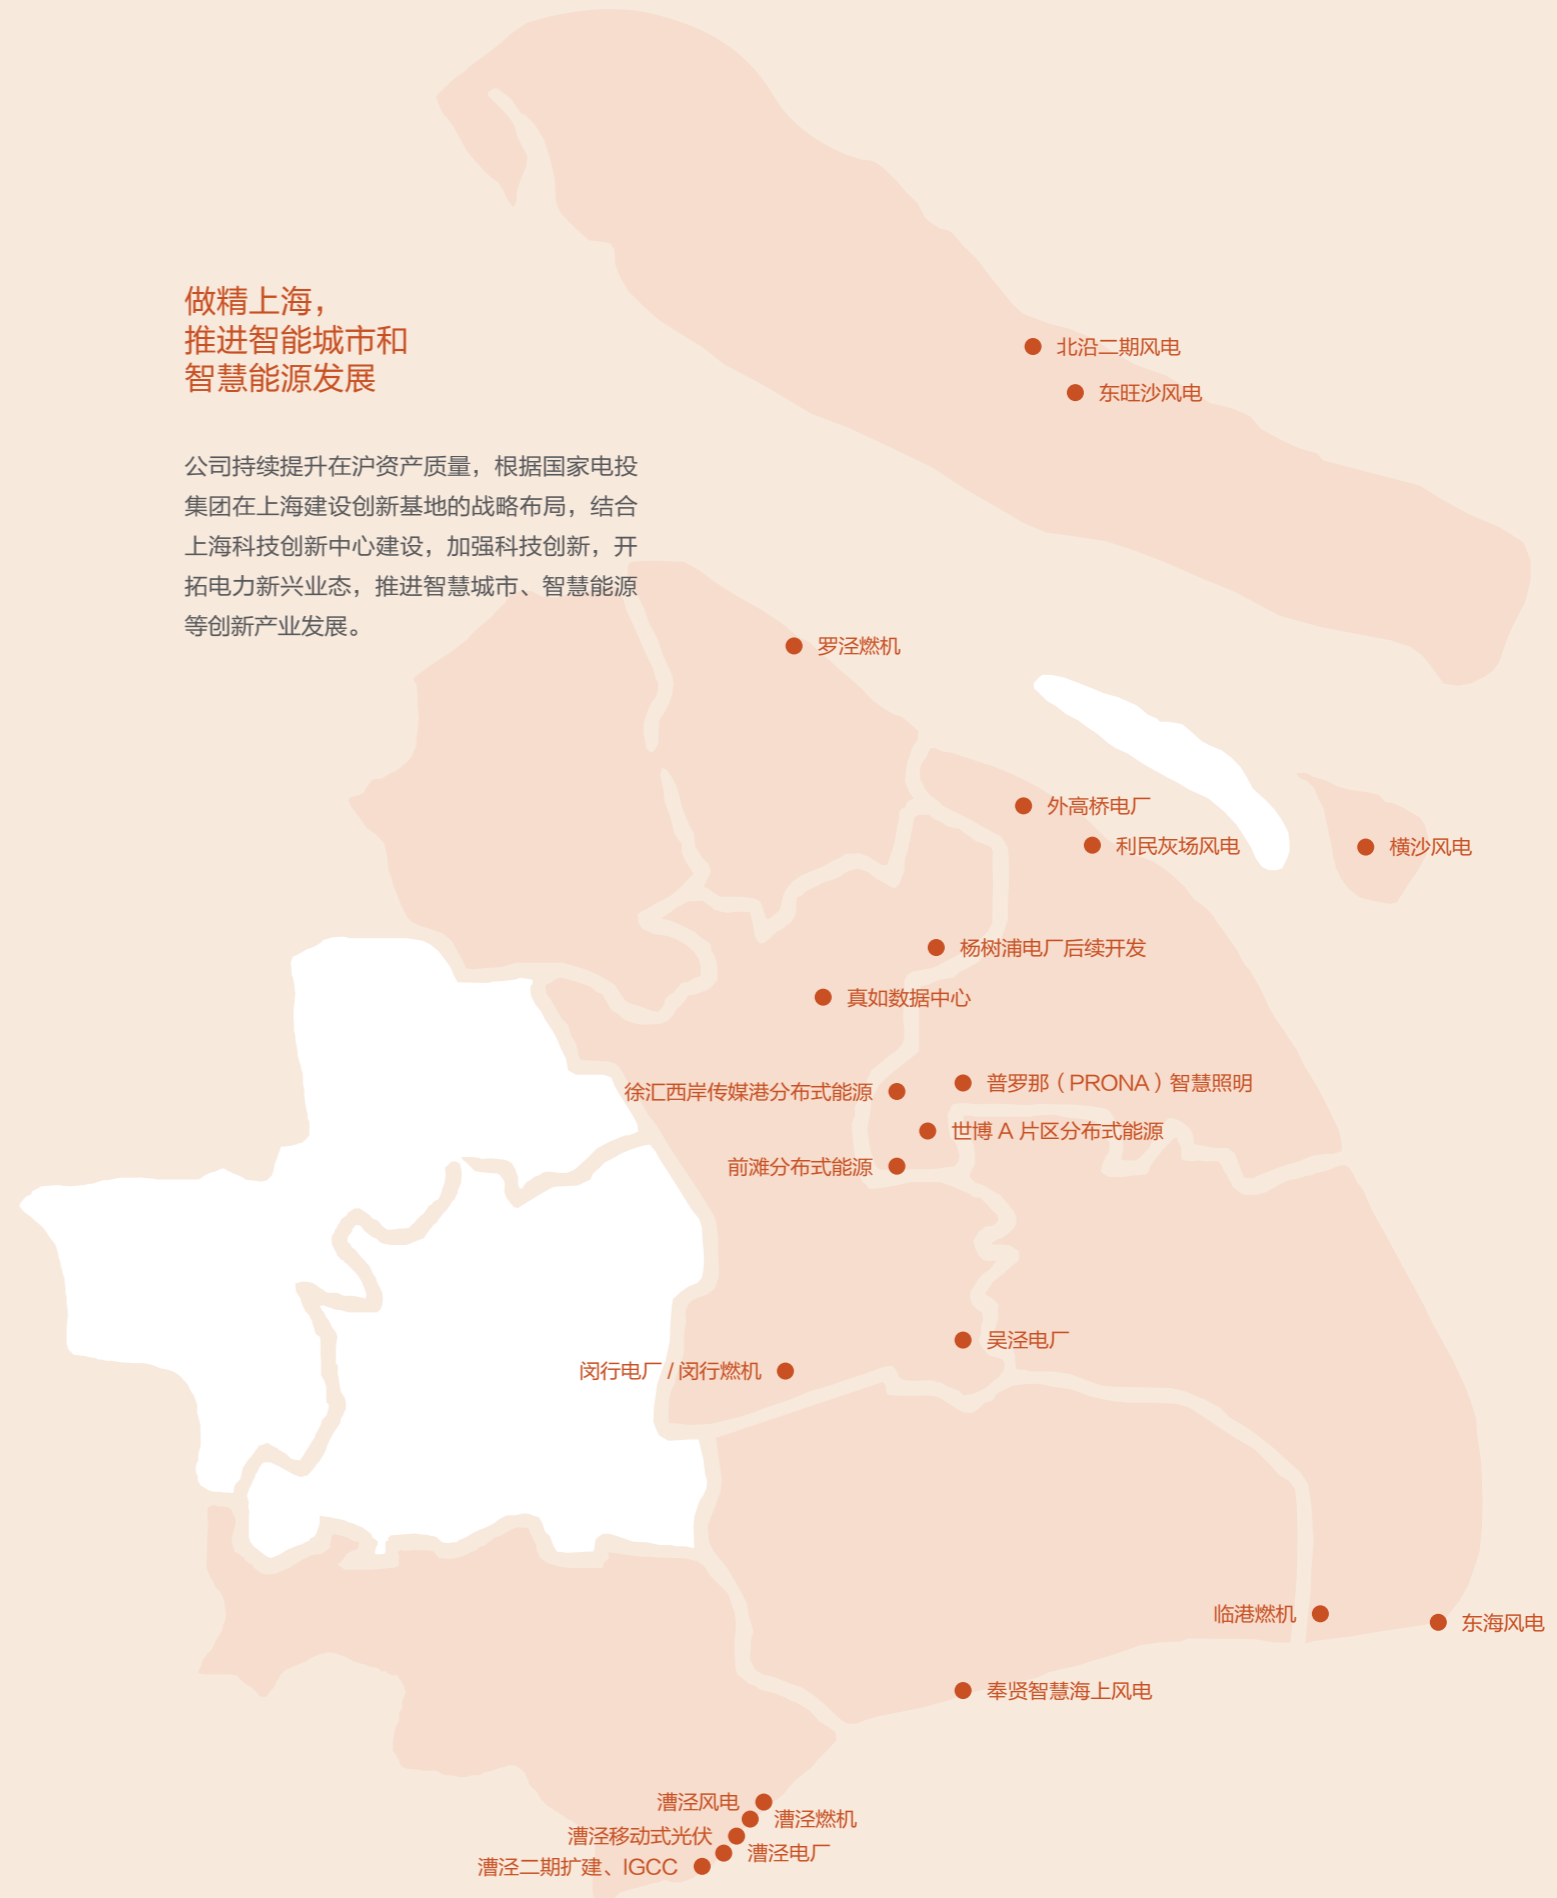 做精上海，
推进智能城市和
智慧能源发展
公司持续提升在沪资产质量，根据国家电投
集团在上海建设创新基地的战略布局，结合
上海科技创新中心建设，加强科技创新，开
拓电力新兴业态，推进智慧城市、智慧能源
等创新产业发展。
北沿二期风电
东旺沙风电
罗泾燃机
外高桥电厂
利民灰场风电
横沙风电
杨树浦电厂后续开发
真如数据中心
徐汇西岸传媒港分布式能源
普罗那（PRONA）智慧照明
世博 A 片区分布式能源
前滩分布式能源
吴泾电厂
闵行电厂 / 闵行燃机
临港燃机
东海风电
奉贤智慧海上风电
漕泾风电
漕泾燃机
漕泾移动式光伏
漕泾电厂
漕泾二期扩建、IGCC